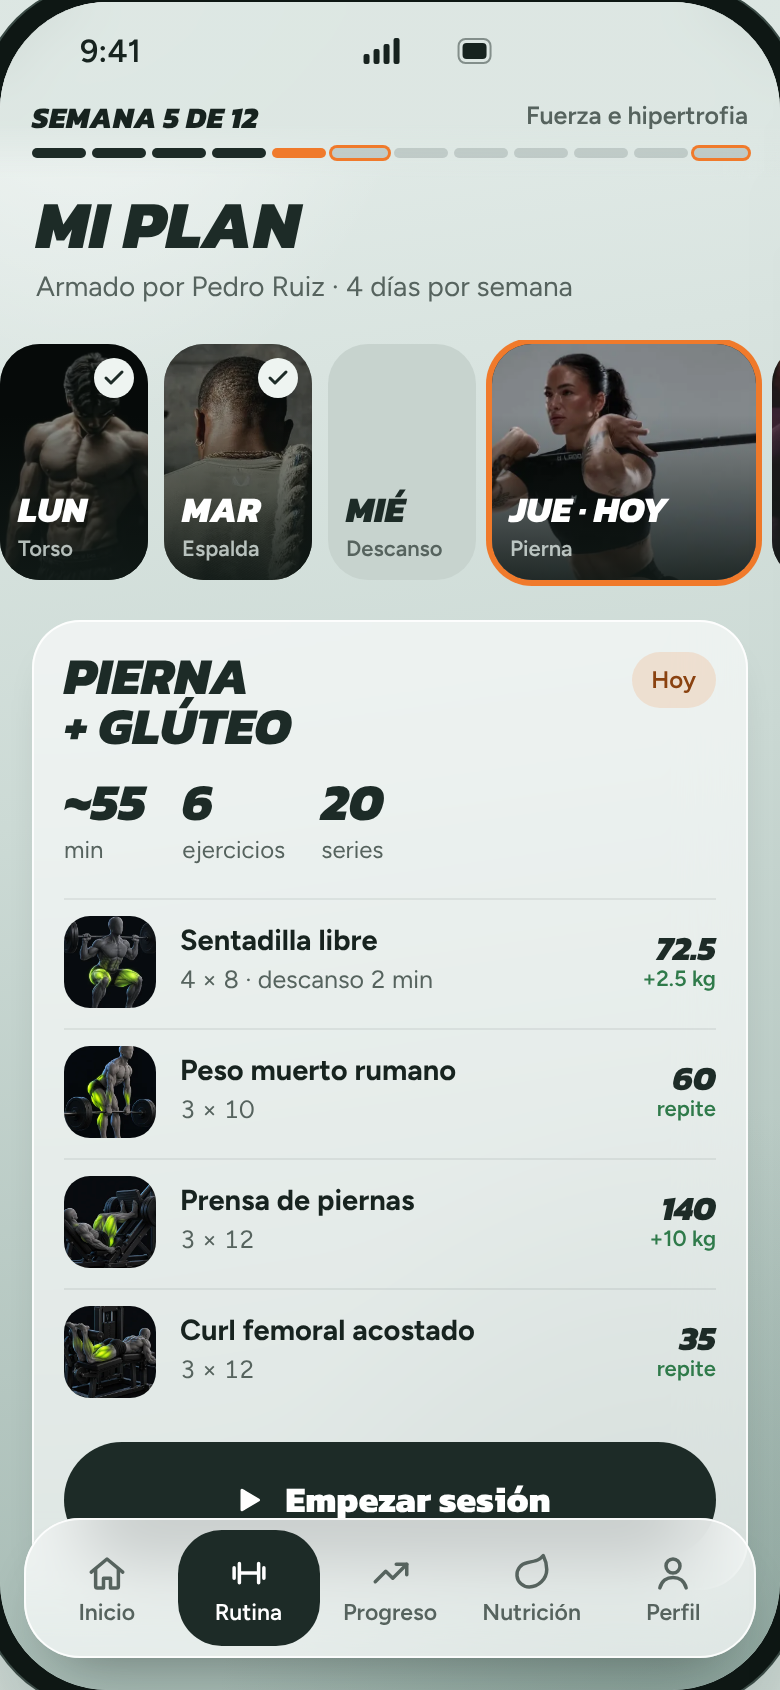 9:41
SEMANA 5 DE 12
Fuerza e hipertrofia
MI PLAN
Armado por Pedro Ruiz · 4 días por semana
LUN
Torso
MAR
Espalda
MIÉ
Descanso
JUE · HOY
Pierna
PIERNA
+ GLÚTEO
Hoy
~55 6 20
min ejercicios series
Sentadilla libre
4 × 8 · descanso 2 min
72.5
+2.5 kg
Peso muerto rumano
3 × 10
60
repite
Prensa de piernas
3 × 12
140
+10 kg
Curl femoral acostado
3 × 12
35
repite
Empezar sesión
Inicio Rutina Progreso Nutrición Perfil